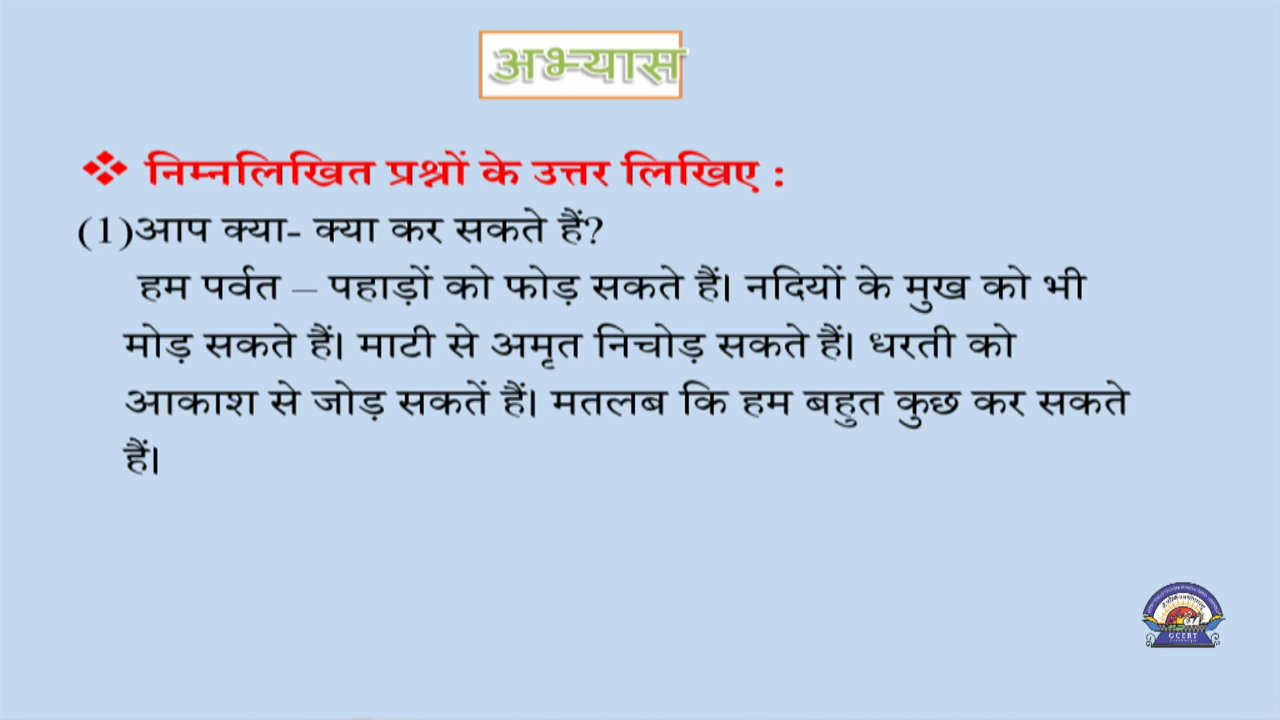 अभ्यास
❖ निम्नलिखित प्रश्नों के उत्तर लिखिए :
(1)आप क्या- क्या कर सकते हैं?
हम पर्वत – पहाड़ों को फोड़ सकते हैं। नदियों के मुख को भी
मोड़ सकते हैं। माटी से अमृत निचोड़ सकते हैं। धरती को
आकाश से जोड़ सकतें हैं। मतलब कि हम बहुत कुछ कर सकते
हैं।
GCERT